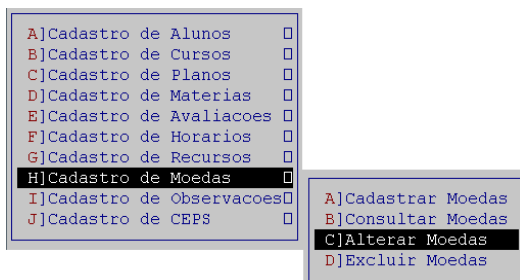 A]Cadastro de Alunos
B]Cadastro de Cursos
C]Cadastro de Planos
D]Cadastro de Materias
E]Cadastro de Avaliacoes
F]Cadastro de Horarios
G]Cadastro de Recursos
H]Cadastro de Moedas
I]Cadastro de Observacoes
J]Cadastro de CEPS
A]Cadastrar Moedas
B]Consultar Moedas
C]Alterar Moedas
D]Excluir Moedas